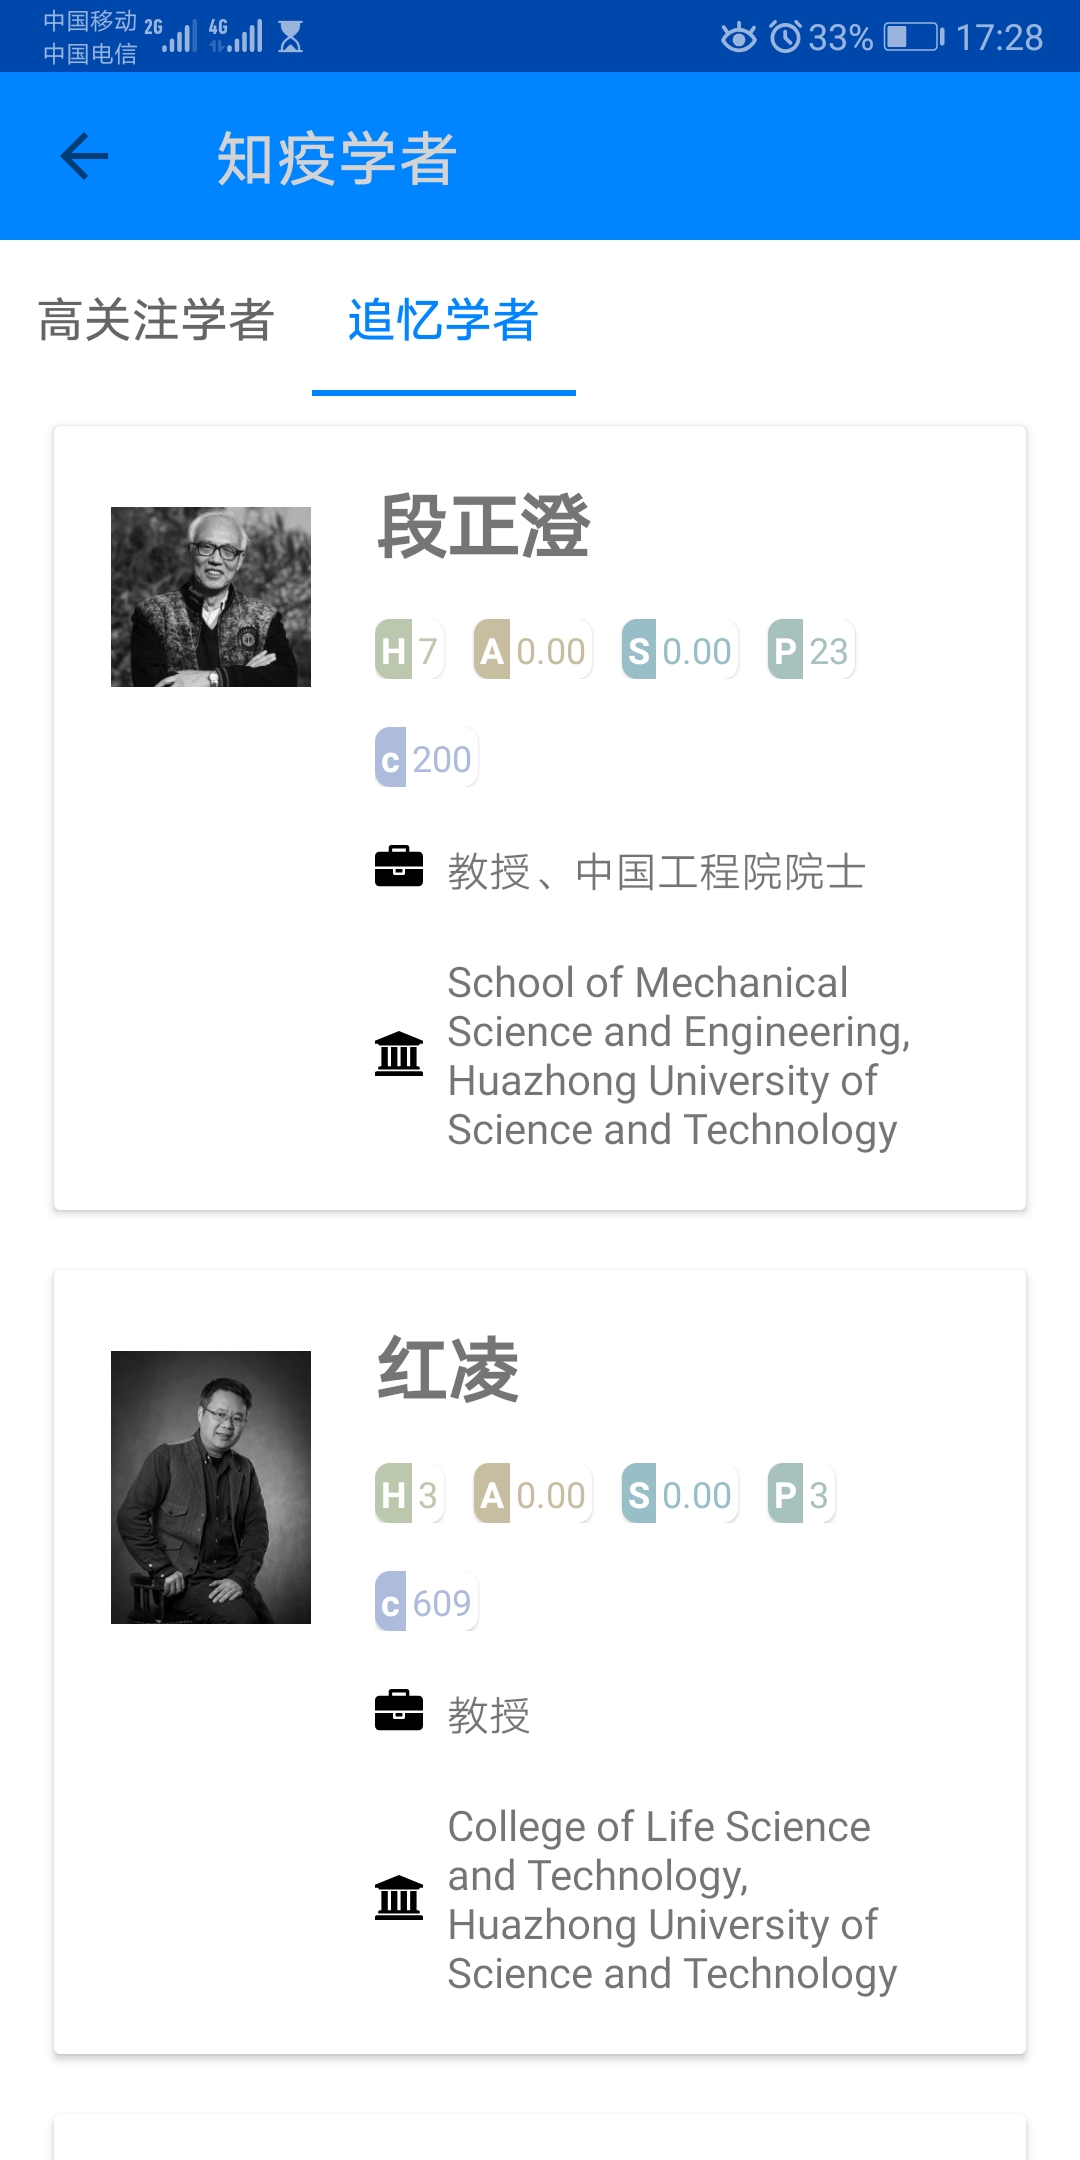 中国移动 2G 4G 33% 17:28
中国电信
知疫学者
高关注学者 追忆学者
段正澄
H 7 A 0.00 S 0.00 P 23
c 200
教授、中国工程院院士
School of Mechanical
Science and Engineering,
Huazhong University of
Science and Technology
红凌
H 3 A 0.00 S 0.00 P 3
c 609
教授
College of Life Science
and Technology,
Huazhong University of
Science and Technology